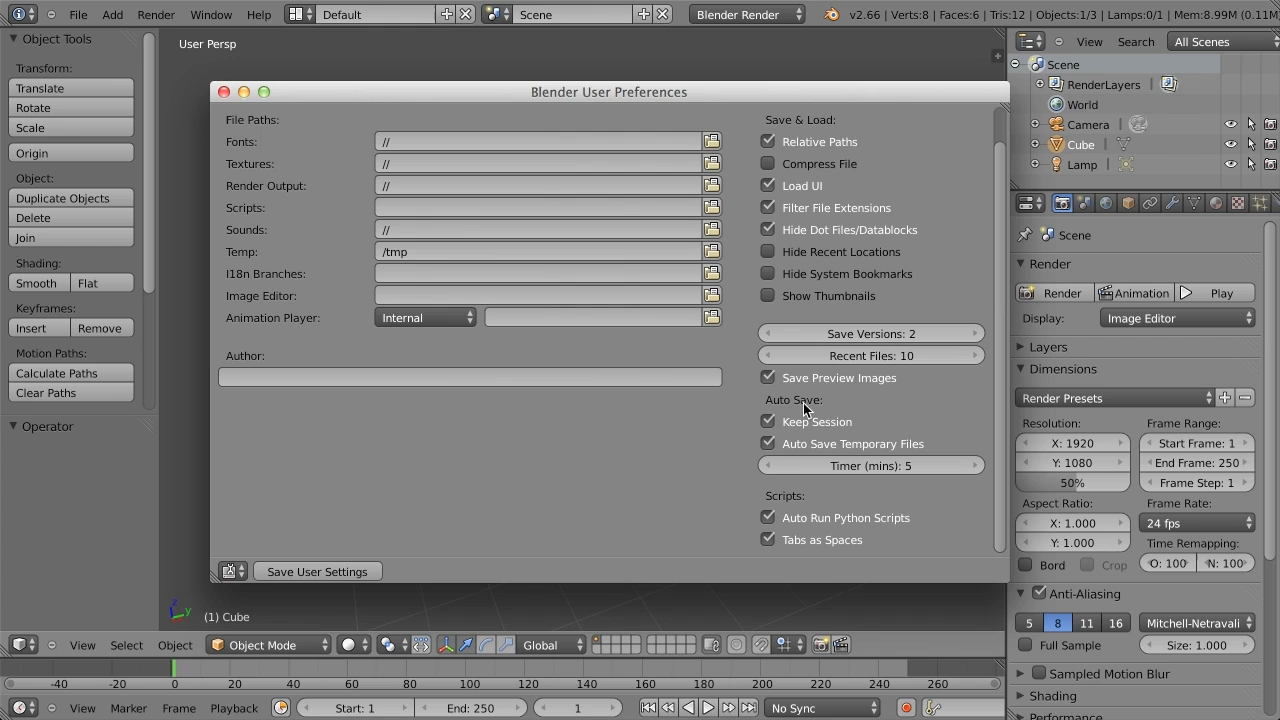 File Add Render Window Help Default Scene Blender Render v2.66 | Verts:8 | Faces:6 | Tris:12 | Objects:1/3 | Lamps:0/1 | Mem:8.99M (0.11M
Object Tools
Transform:
Translate
Rotate
Scale
Origin
Object:
Duplicate Objects
Delete
Join
Shading:
Smooth Flat
Keyframes:
Insert Remove
Motion Paths:
Calculate Paths
Clear Paths
Operator
User Persp
Blender User Preferences
File Paths:
Fonts: //
Textures: //
Render Output: //
Scripts:
Sounds: //
Temp: /tmp
I18n Branches:
Image Editor:
Animation Player: Internal
Author:
Save & Load:
Relative Paths
Compress File
Load UI
Filter File Extensions
Hide Dot Files/Datablocks
Hide Recent Locations
Hide System Bookmarks
Show Thumbnails
Save Versions: 2
Recent Files: 10
Save Preview Images
Auto Save:
Keep Session
Auto Save Temporary Files
Timer (mins): 5
Scripts:
Auto Run Python Scripts
Tabs as Spaces
Save User Settings
(1) Cube
View Select Object Object Mode Global
-40 -20 0 20 40 60 80 100 120 140 160 180 200 220 240 260
View Marker Frame Playback Start: 1 End: 250 1 No Sync
View Search All Scenes
Scene
RenderLayers
World
Camera
Cube
Lamp
Scene
Render
Render Animation Play
Display: Image Editor
Layers
Dimensions
Render Presets
Resolution: Frame Range:
X: 1920 Start Frame: 1
Y: 1080 End Frame: 250
50% Frame Step: 1
Aspect Ratio: Frame Rate:
X: 1.000 24 fps
Y: 1.000 Time Remapping:
Bord Crop O: 100 N: 100
Anti-Aliasing
5 8 11 16 Mitchell-Netravali
Full Sample Size: 1.000
Sampled Motion Blur
Shading
Performance